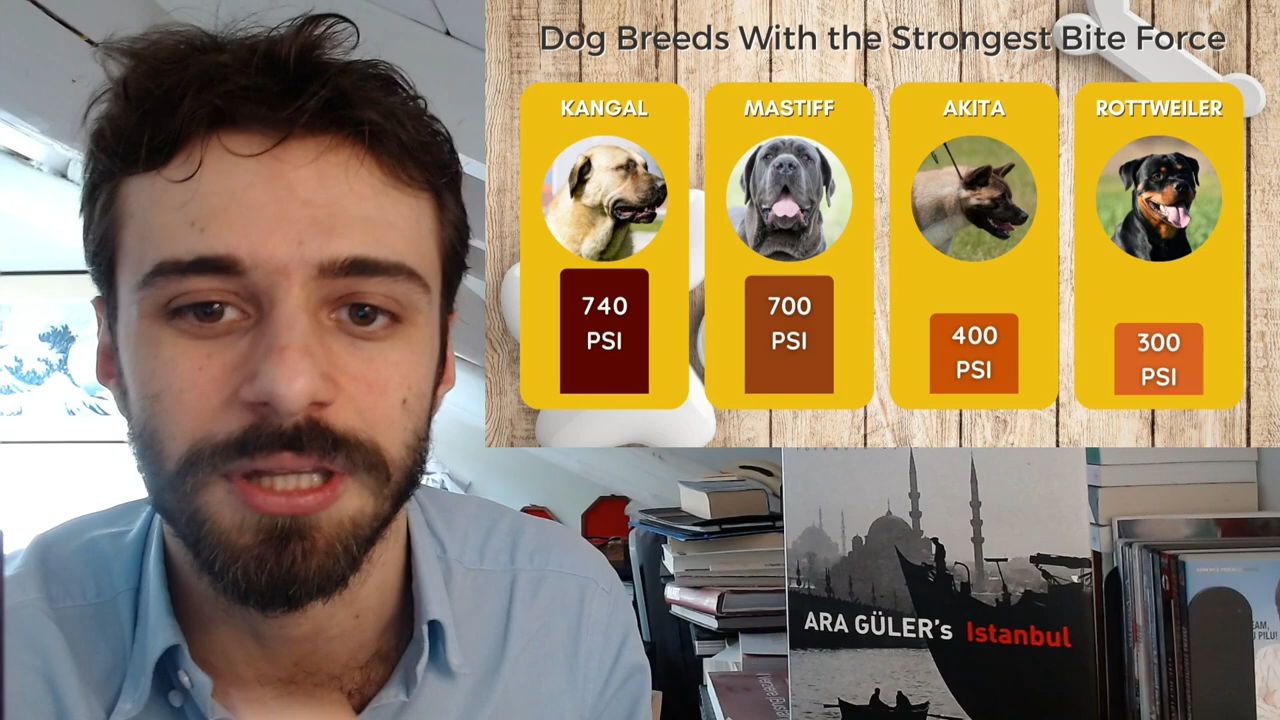 Dog Breeds With the Strongest Bite Force
KANGAL
740
PSI
MASTIFF
700
PSI
AKITA
400
PSI
ROTTWEILER
300
PSI
ARA GÜLER's Istanbul